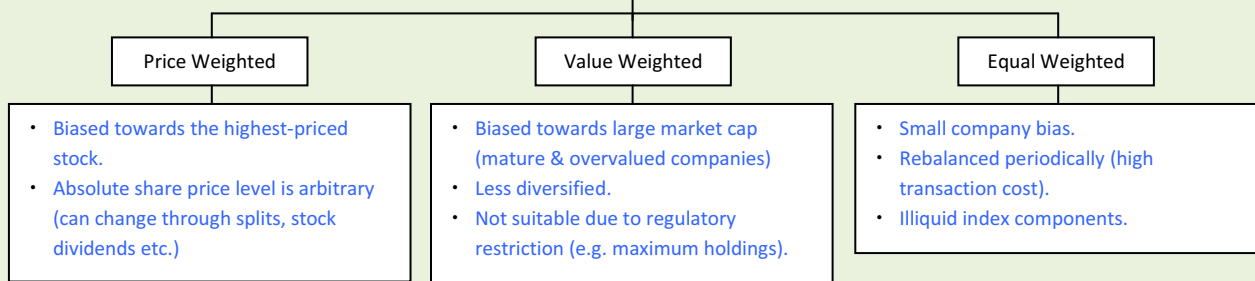 Price Weighted
Value Weighted
Equal Weighted
• Biased towards the highest-priced
stock.
• Absolute share price level is arbitrary
(can change through splits, stock
dividends etc.)
• Biased towards large market cap
(mature & overvalued companies)
• Less diversified.
• Not suitable due to regulatory
restriction (e.g. maximum holdings).
• Small company bias.
• Rebalanced periodically (high
transaction cost).
• Illiquid index components.